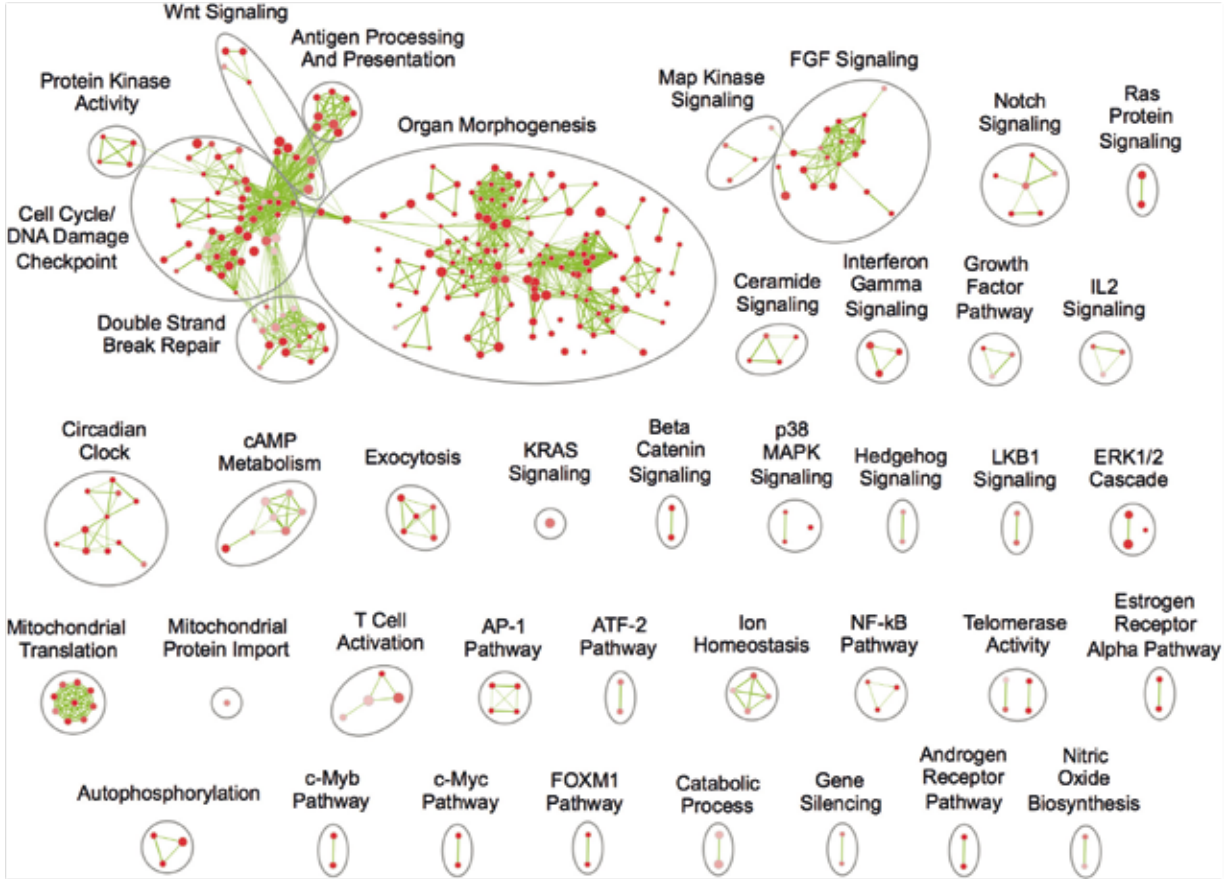 Wnt Signaling
Antigen Processing
And Presentation
Protein Kinase
Activity
Organ Morphogenesis
Cell Cycle/
DNA Damage
Checkpoint
Double Strand
Break Repair
Map Kinase
Signaling
FGF Signaling
Notch
Signaling
Ras
Protein
Signaling
Ceramide
Signaling
Interferon
Gamma
Signaling
Growth
Factor
Pathway
IL2
Signaling
Circadian
Clock
cAMP
Metabolism
Exocytosis
KRAS
Signaling
Beta
Catenin
Signaling
p38
MAPK
Signaling
Hedgehog
Signaling
LKB1
Signaling
ERK1/2
Cascade
Mitochondrial
Translation
Mitochondrial
Protein Import
T Cell
Activation
AP-1
Pathway
ATF-2
Pathway
Ion
Homeostasis
NF-kB
Pathway
Telomerase
Activity
Estrogen
Receptor
Alpha Pathway
Autophosphorylation
c-Myb
Pathway
c-Myc
Pathway
FOXM1
Pathway
Catabolic
Process
Gene
Silencing
Androgen
Receptor
Pathway
Nitric
Oxide
Biosynthesis